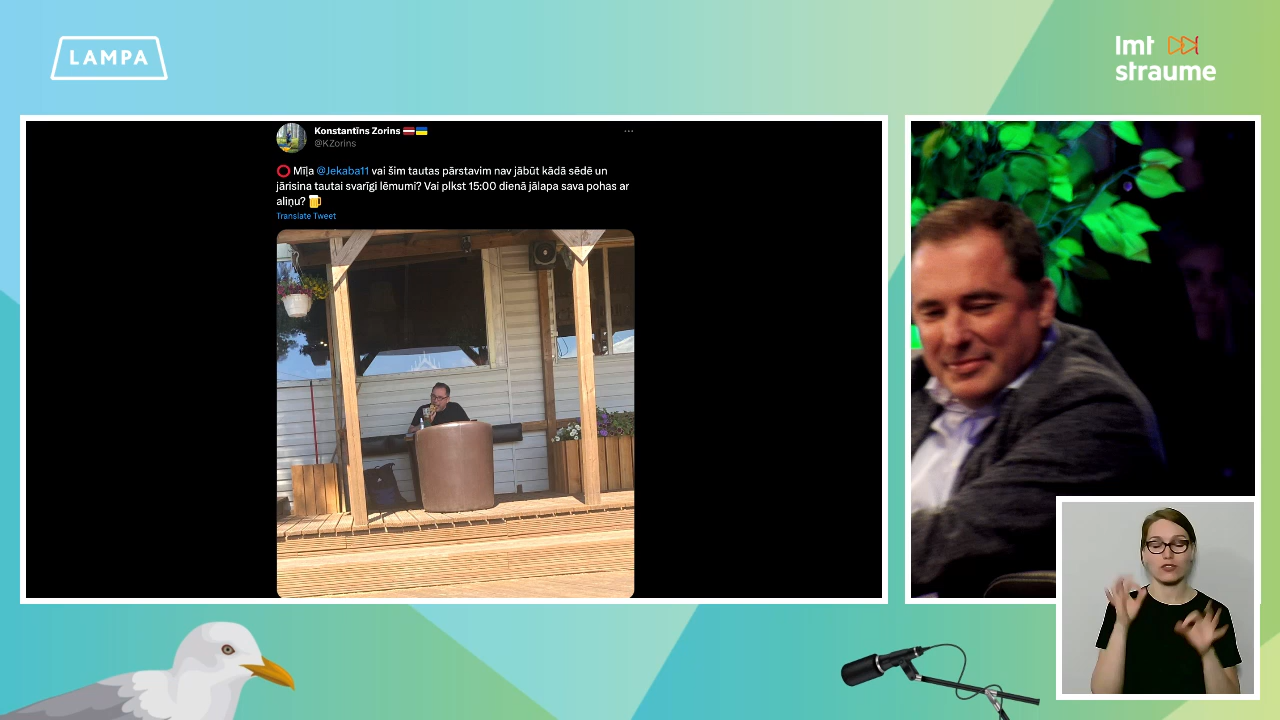 LAMPA
lmt
straume
Konstantīns Zorins
@KZorins
Mīļa @Jekaba11 vai šim tautas pārstavim nav jābūt kādā sēdē un
jārisina tautai svarīgi lēmumi? Vai plkst 15:00 dienā jālapa sava pohas ar
aliņu?
Translate Tweet